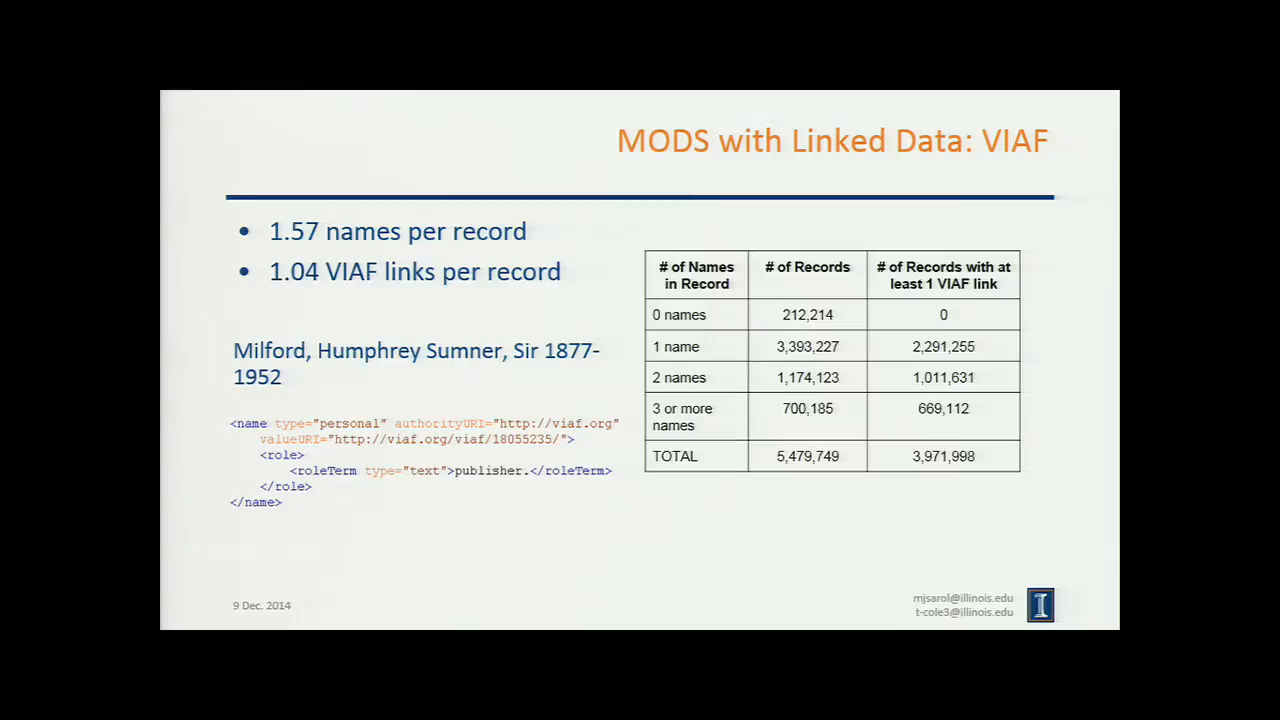 MODS with Linked Data: VIAF
• 1.57 names per record
• 1.04 VIAF links per record
Milford, Humphrey Sumner, Sir 1877-
1952
<name type="personal" authorityURI="http://viaf.org"
valueURI="http://viaf.org/viaf/18055235/">
<role>
<roleTerm type="text">publisher.</roleTerm>
</role>
</name>
# of Names in Record # of Records # of Records with at least 1 VIAF link
0 names 212,214 0
1 name 3,393,227 2,291,255
2 names 1,174,123 1,011,631
3 or more names 700,185 669,112
TOTAL 5,479,749 3,971,998
9 Dec. 2014
mjsarol@illinois.edu
t-cole3@illinois.edu
I